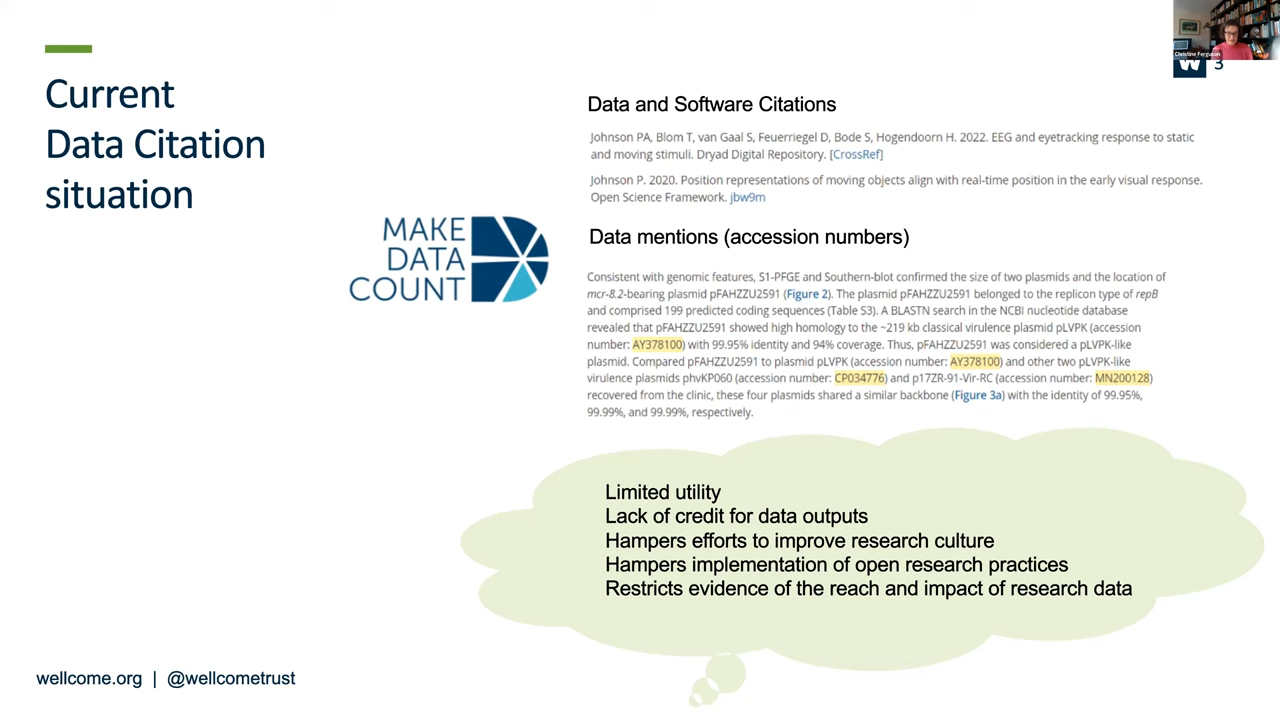 Current
Data Citation
situation
MAKE
DATA
COUNT
Christine Ferguson
W
3
Data and Software Citations
Johnson PA, Blom T, van Gaal S, Feuerriegel D, Bode S, Hogendoorn H. 2022. EEG and eyetracking response to static
and moving stimuli. Dryad Digital Repository. [CrossRef]
Johnson P. 2020. Position representations of moving objects align with real-time position in the early visual response.
Open Science Framework. jbw9m
Data mentions (accession numbers)
Consistent with genomic features, S1-PFGE and Southern-blot confirmed the size of two plasmids and the location of
mcr-8.2-bearing plasmid pFAHZZU2591 (Figure 2). The plasmid pFAHZZU2591 belonged to the replicon type of repB
and comprised 199 predicted coding sequences (Table S3). A BLASTN search in the NCBI nucleotide database
revealed that pFAHZZU2591 showed high homology to the ~219 kb classical virulence plasmid pLVPK (accession
number: AY378100) with 99.95% identity and 94% coverage. Thus, pFAHZZU2591 was considered a pLVPK-like
plasmid. Compared pFAHZZU2591 to plasmid pLVPK (accession number: AY378100) and other two pLVPK-like
virulence plasmids phvKP060 (accession number: CP034776) and p17ZR-91-Vir-RC (accession number: MN200128)
recovered from the clinic, these four plasmids shared a similar backbone (Figure 3a) with the identity of 99.95%,
99.99%, and 99.99%, respectively.
Limited utility
Lack of credit for data outputs
Hampers efforts to improve research culture
Hampers implementation of open research practices
Restricts evidence of the reach and impact of research data
wellcome.org | @wellcometrust